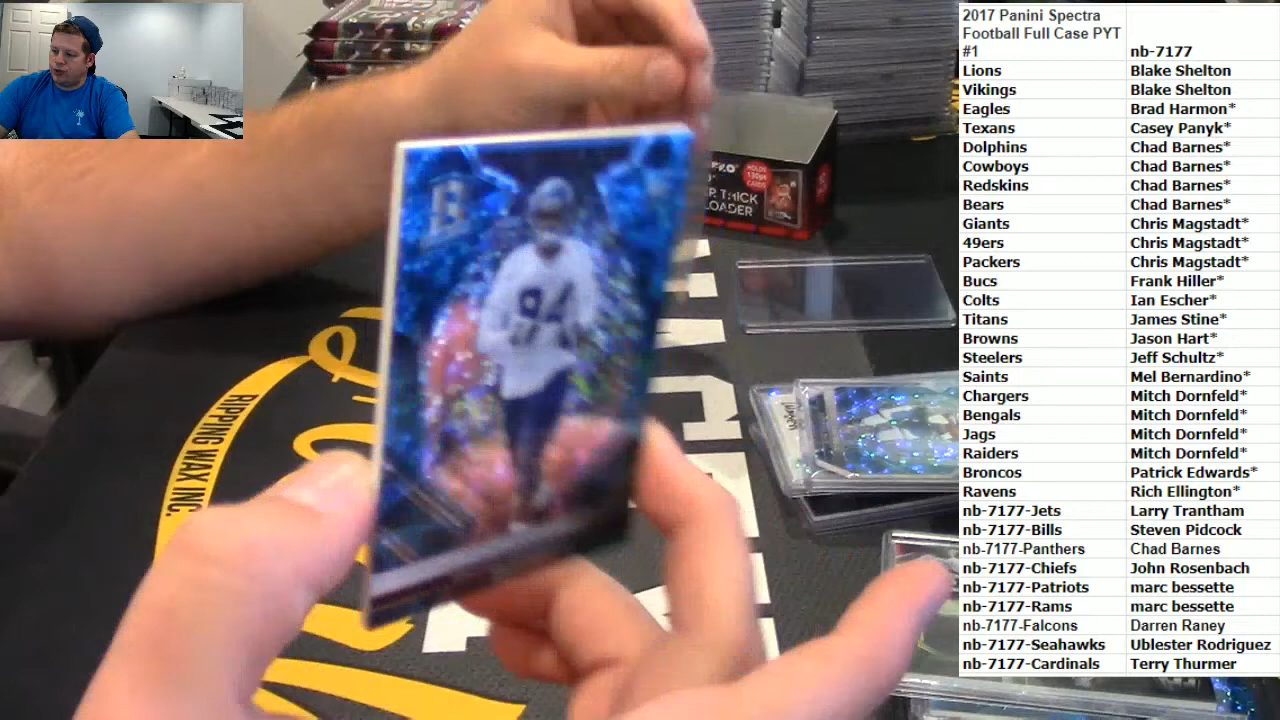 2017 Panini Spectra
Football Full Case PYT
#1 nb-7177
Lions Blake Shelton
Vikings Blake Shelton
Eagles Brad Harmon*
Texans Casey Panyk*
Dolphins Chad Barnes*
Cowboys Chad Barnes*
Redskins Chad Barnes*
Bears Chad Barnes*
Giants Chris Magstadt*
49ers Chris Magstadt*
Packers Chris Magstadt*
Bucs Frank Hiller*
Colts Ian Escher*
Titans James Stine*
Browns Jason Hart*
Steelers Jeff Schultz*
Saints Mel Bernardino*
Chargers Mitch Dornfeld*
Bengals Mitch Dornfeld*
Jags Mitch Dornfeld*
Raiders Mitch Dornfeld*
Broncos Patrick Edwards*
Ravens Rich Ellington*
nb-7177-Jets Larry Trantham
nb-7177-Bills Steven Pidcock
nb-7177-Panthers Chad Barnes
nb-7177-Chiefs John Rosenbach
nb-7177-Patriots marc bessette
nb-7177-Rams marc bessette
nb-7177-Falcons Darren Raney
nb-7177-Seahawks Ublester Rodriguez
nb-7177-Cardinals Terry Thurmer
HOLDS
130pt
CARDS
THICK
LOADER
94
RIPPING WAX INC.